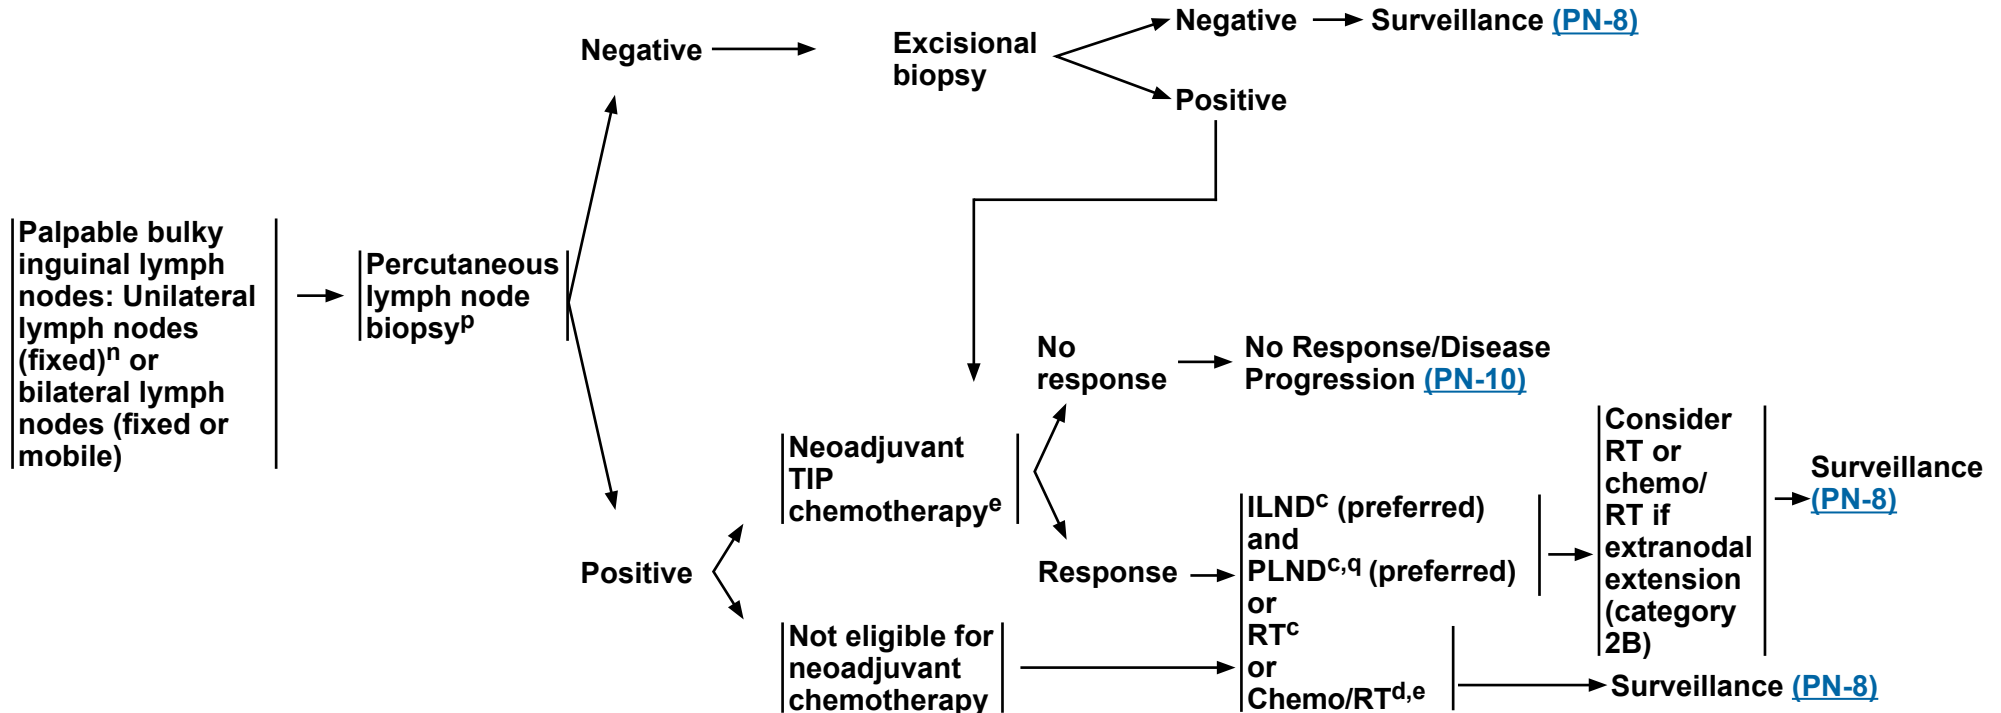 Palpable bulky
inguinal lymph
nodes: Unilateral
lymph nodes
(fixed)n or
bilateral lymph
nodes (fixed or
mobile)
Percutaneous
lymph node
biopsyp
Negative
Excisional
biopsy
Negative
Surveillance (PN-8)
Positive
Positive
Neoadjuvant
TIP
chemotherapye
No
response
No Response/Disease
Progression (PN-10)
Response
Not eligible for
neoadjuvant
chemotherapy
ILNDc (preferred)
and
PLNDc,q (preferred)
or
RTc
or
Chemo/RTd,e
Consider
RT or
chemo/
RT if
extranodal
extension
(category
2B)
Surveillance
(PN-8)
Surveillance (PN-8)